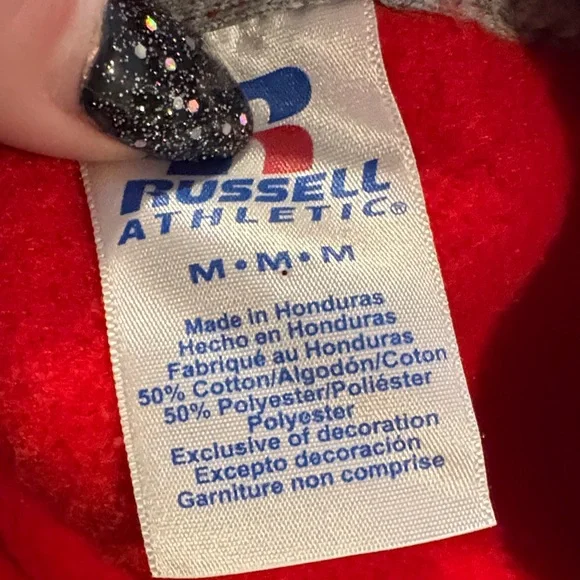 RUSSELL
ATHLETIC®
M • M • M
Made in Honduras
Hecho en Honduras
Fabriqué au Honduras
50% Cotton/Algodón/Coton
50% Polyester/Poliéster
Polyester
Exclusive of decoration
Excepto decoración
Garniture non comprise